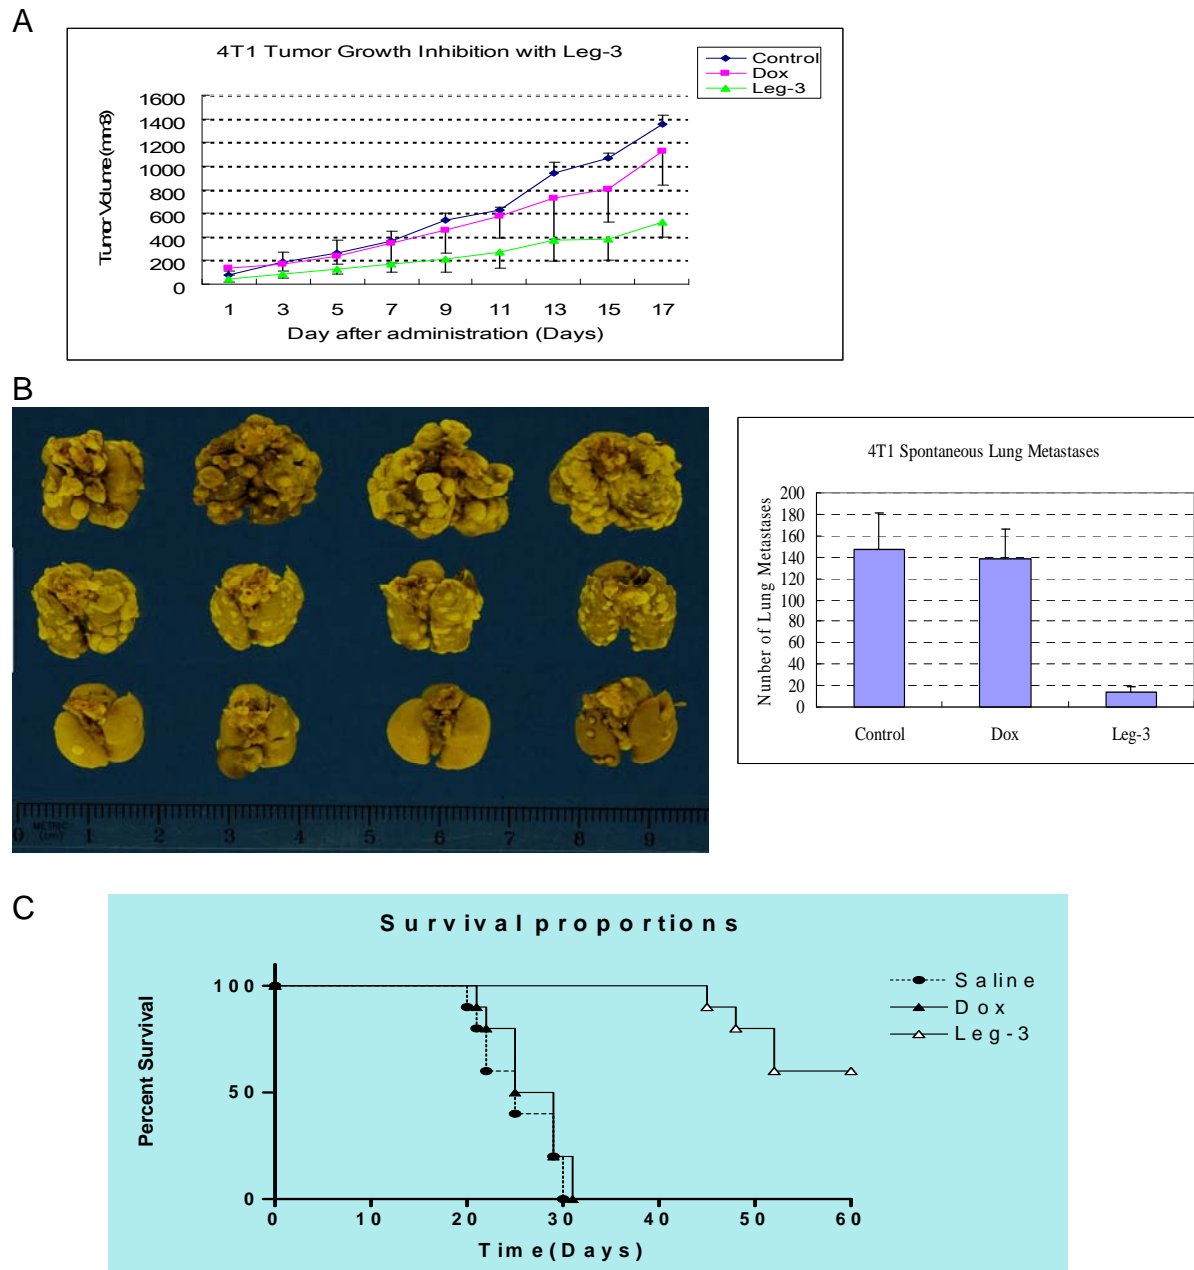 A
4T1 Tumor Growth Inhibition with Leg-3
Control
Dox
Leg-3
1600
1400
1200
1000
800
600
400
200
0
Tumor Volume (mm3)
1 3 5 7 9 11 13 15 17
Day after administration (Days)
B
0 1 2 3 4 5 6 7 8 9
METRIC
(cm)
4T1 Spontaneous Lung Metastases
200
180
160
140
120
100
80
60
40
20
0
Nunber of Lung Metastases
Control Dox Leg-3
C
Survival proportions
Saline
Dox
Leg-3
100
50
0
Percent Survival
0 10 20 30 40 50 60
Time(Days)